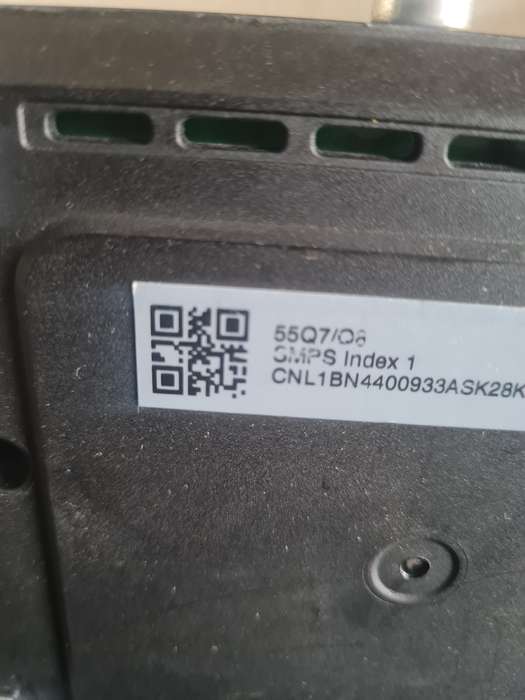 55Q7/Q8
SMPS Index 1
CNL1BN4400933ASK28K